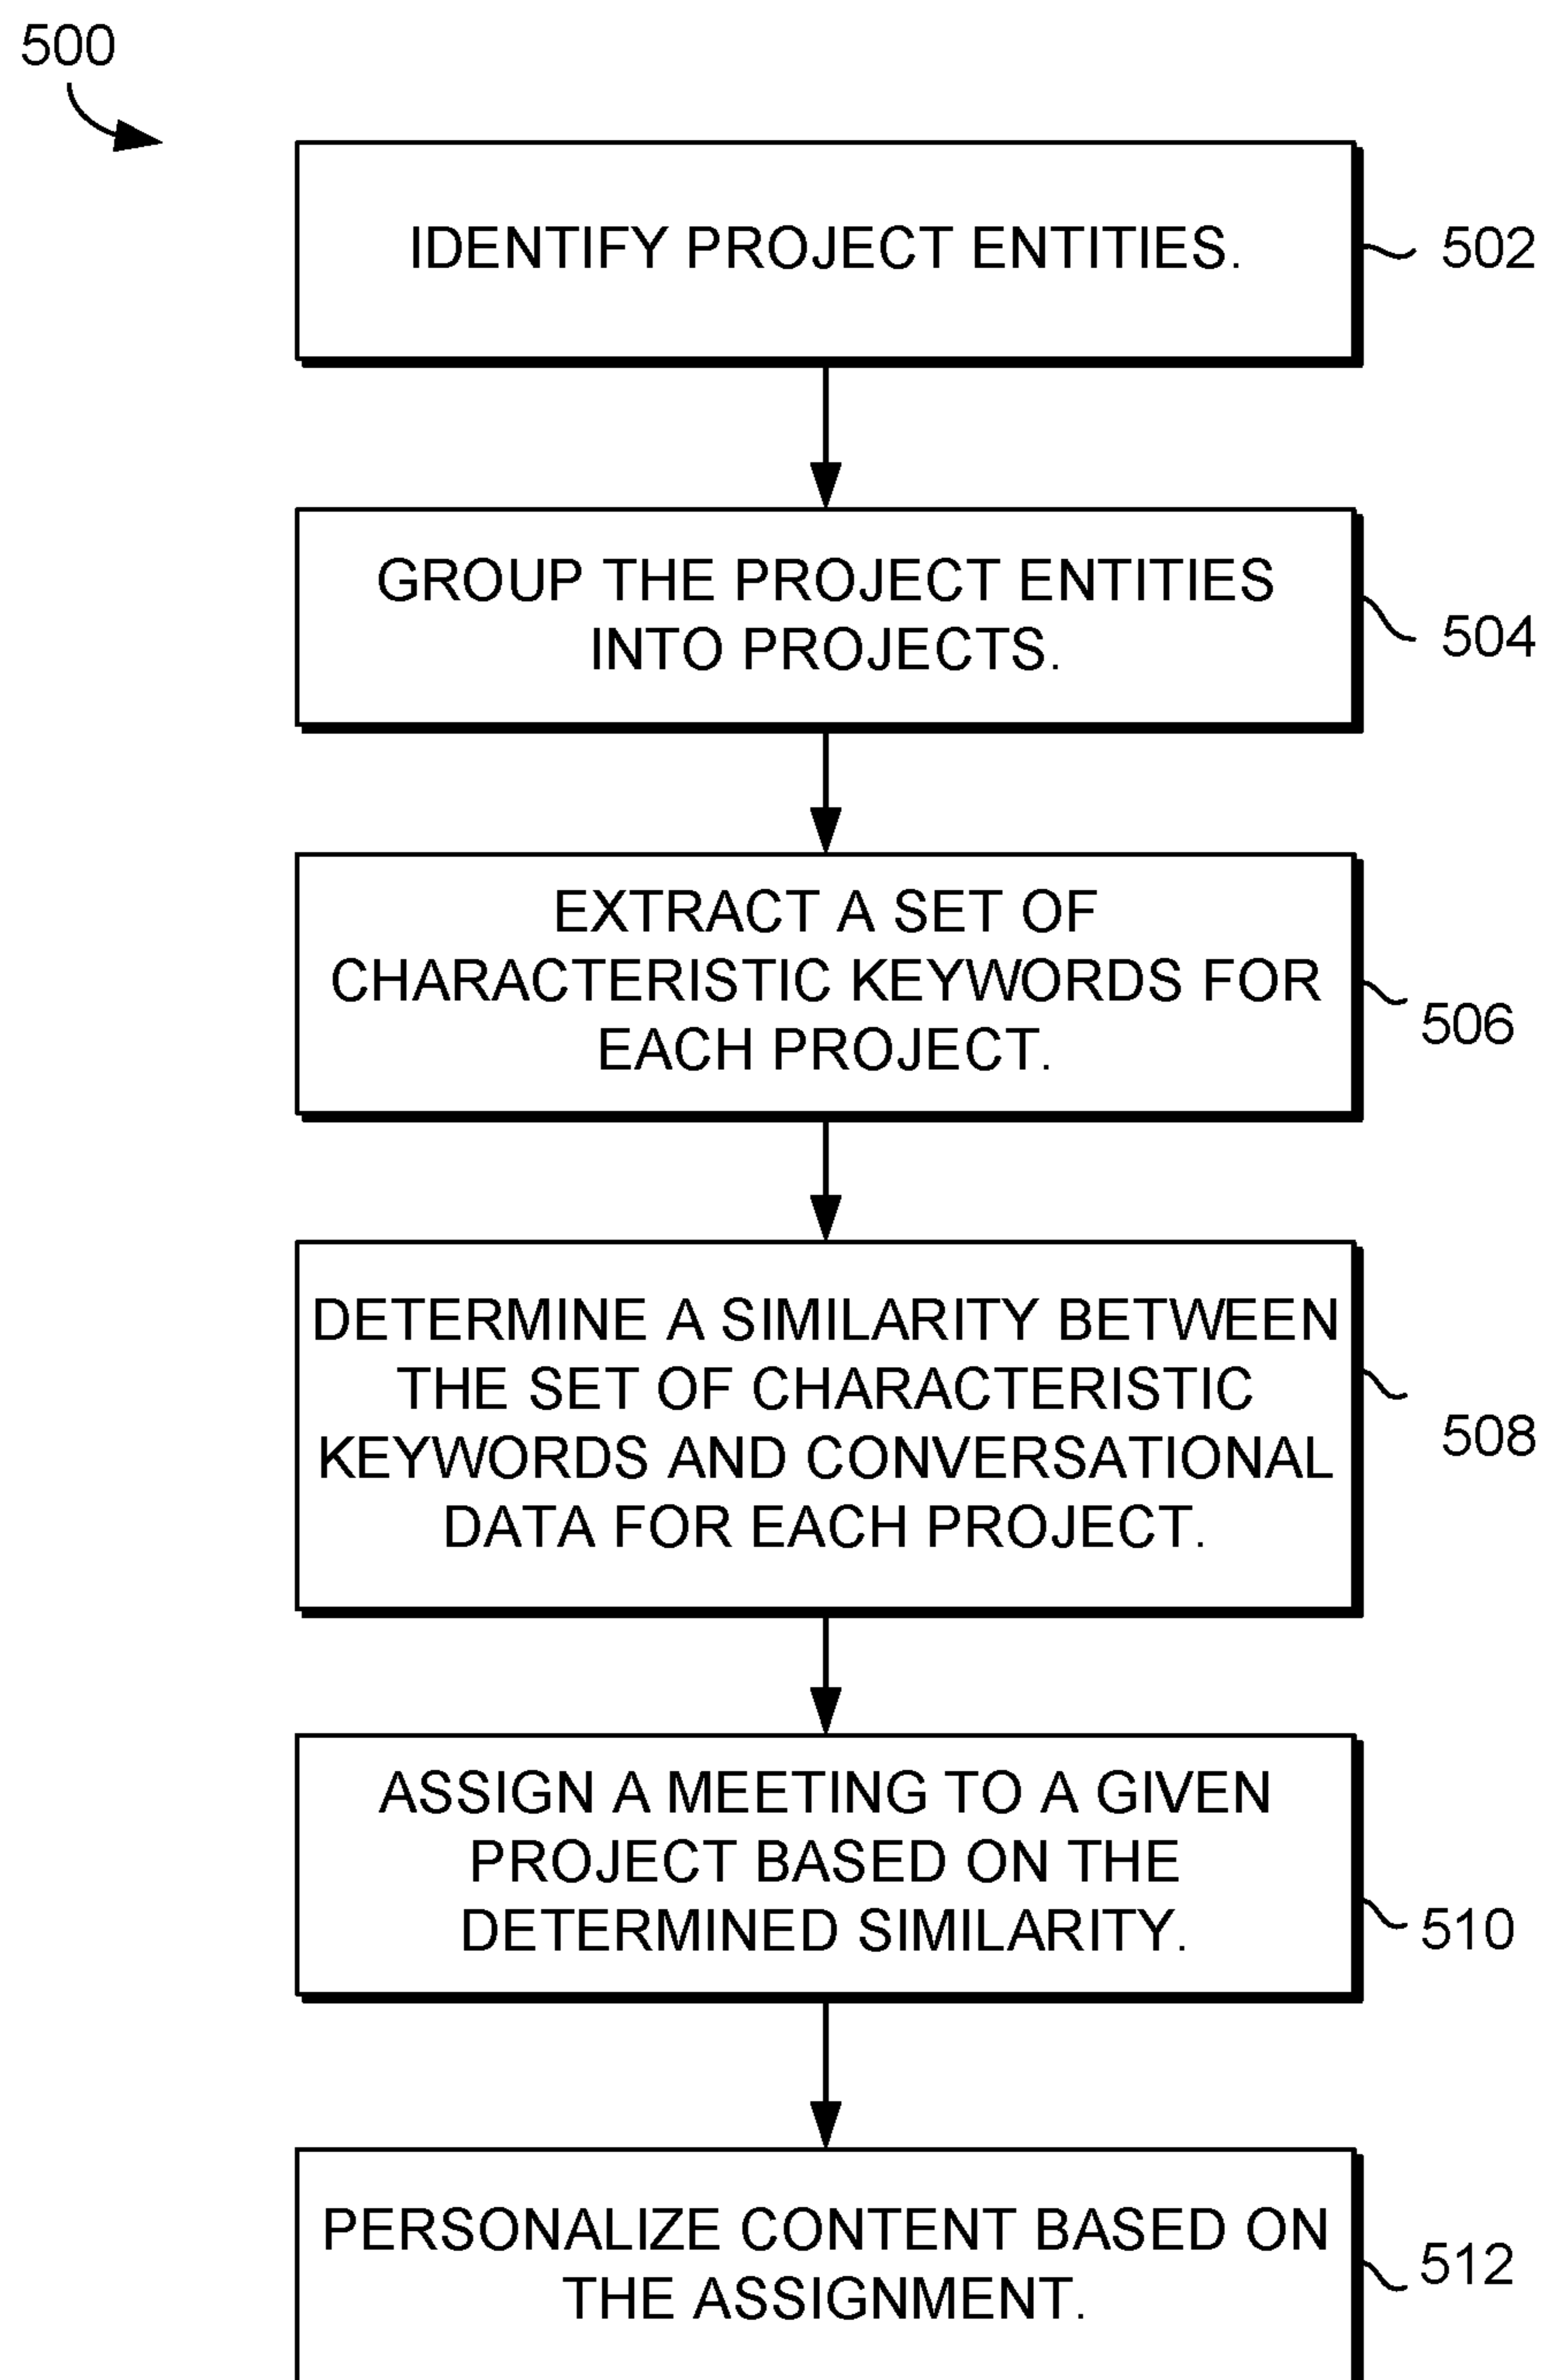 500
IDENTIFY PROJECT ENTITIES.
502
GROUP THE PROJECT ENTITIES
INTO PROJECTS.
504
EXTRACT A SET OF
CHARACTERISTIC KEYWORDS FOR
EACH PROJECT.
506
DETERMINE A SIMILARITY BETWEEN
THE SET OF CHARACTERISTIC
KEYWORDS AND CONVERSATIONAL
DATA FOR EACH PROJECT.
508
ASSIGN A MEETING TO A GIVEN
PROJECT BASED ON THE
DETERMINED SIMILARITY.
510
PERSONALIZE CONTENT BASED ON
THE ASSIGNMENT.
512